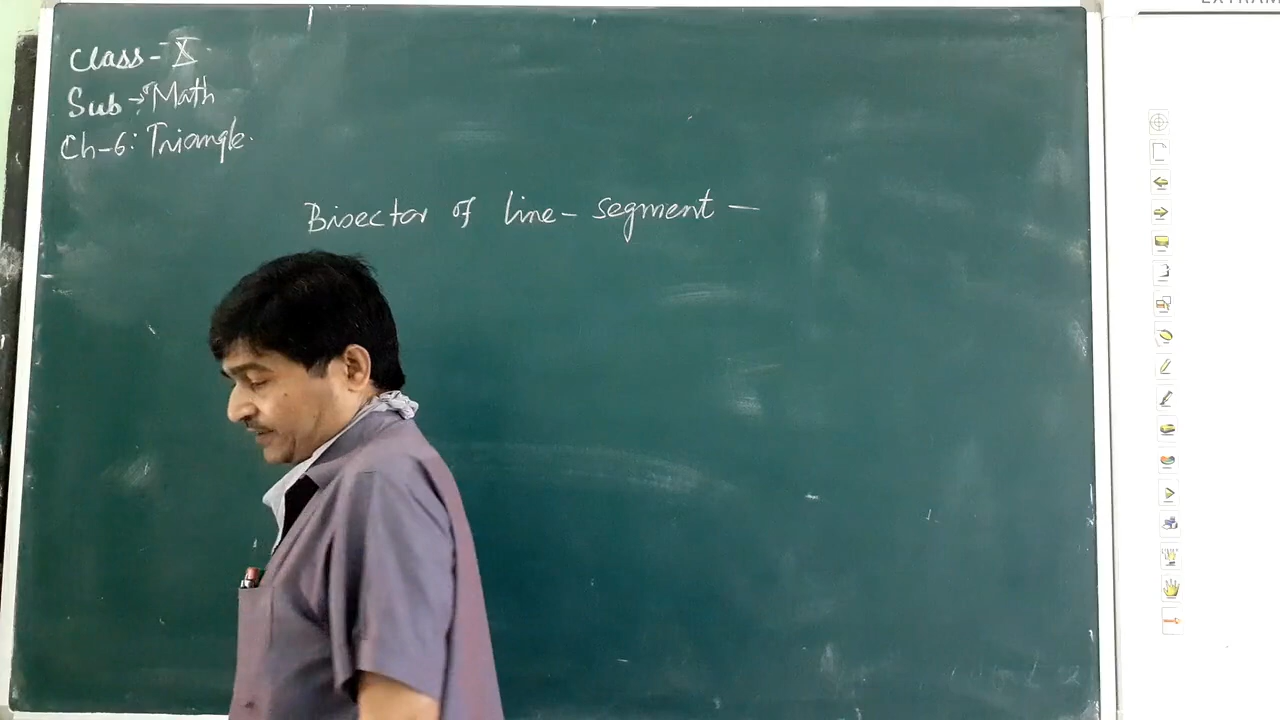 Class - X
Sub → Math
Ch-6: Triangle.
Bisector of line - segment —